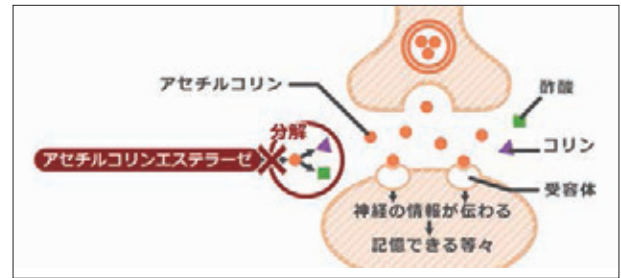 アセチルコリン
酢酸
分解
コリン
アセチルコリンエステラーゼ
受容体
神経の情報が伝わる
記憶できる等々